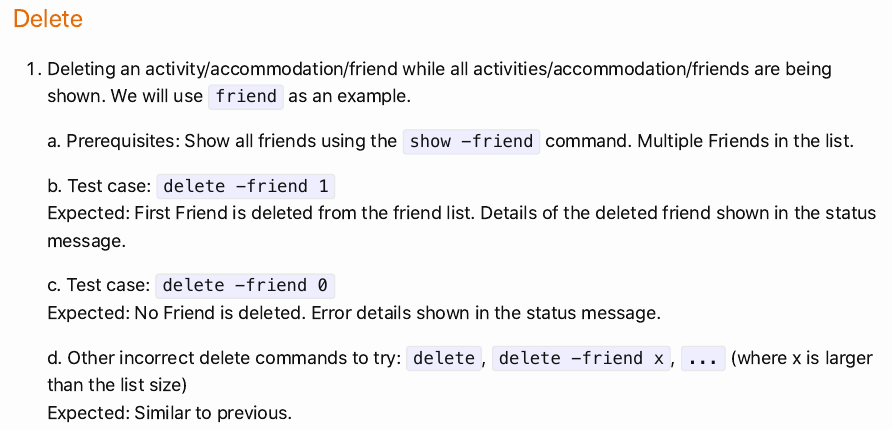 Delete
1. Deleting an activity/accommodation/friend while all activities/accommodation/friends are being
shown. We will use friend as an example.
a. Prerequisites: Show all friends using the show –friend command. Multiple Friends in the list.
b. Test case: delete –friend 1
Expected: First Friend is deleted from the friend list. Details of the deleted friend shown in the status
message.
c. Test case: delete –friend 0
Expected: No Friend is deleted. Error details shown in the status message.
d. Other incorrect delete commands to try: delete, delete –friend x, ... (where x is larger
than the list size)
Expected: Similar to previous.